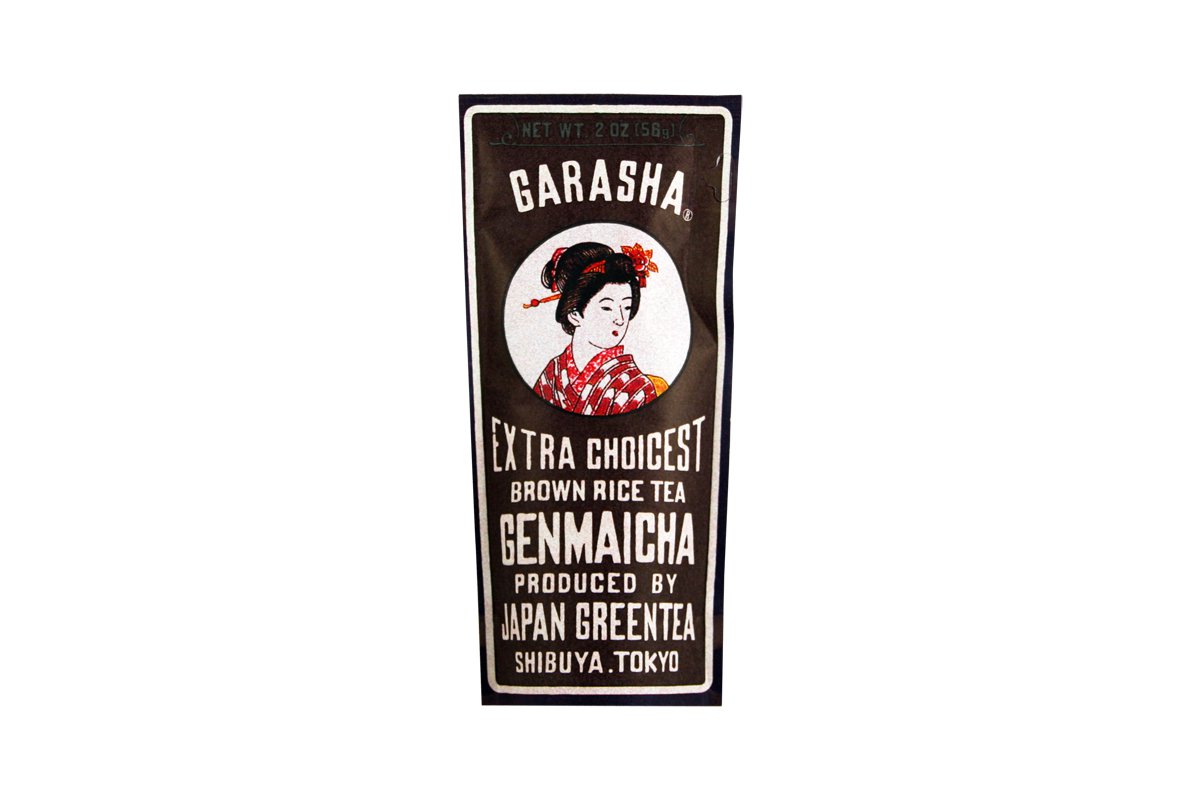 NET WT. 2 OZ (56g)
GARASHA®
EXTRA CHOICEST
BROWN RICE TEA
GENMAICHA
PRODUCED BY
JAPAN GREENTEA
SHIBUYA.TOKYO